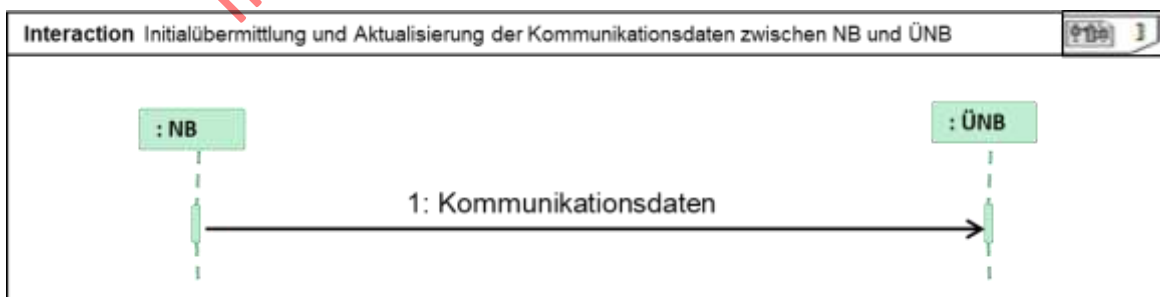 Interaction Initialübermittlung und Aktualisierung der Kommunikationsdaten zwischen NB und ÜNB
: NB
: ÜNB
1: Kommunikationsdaten